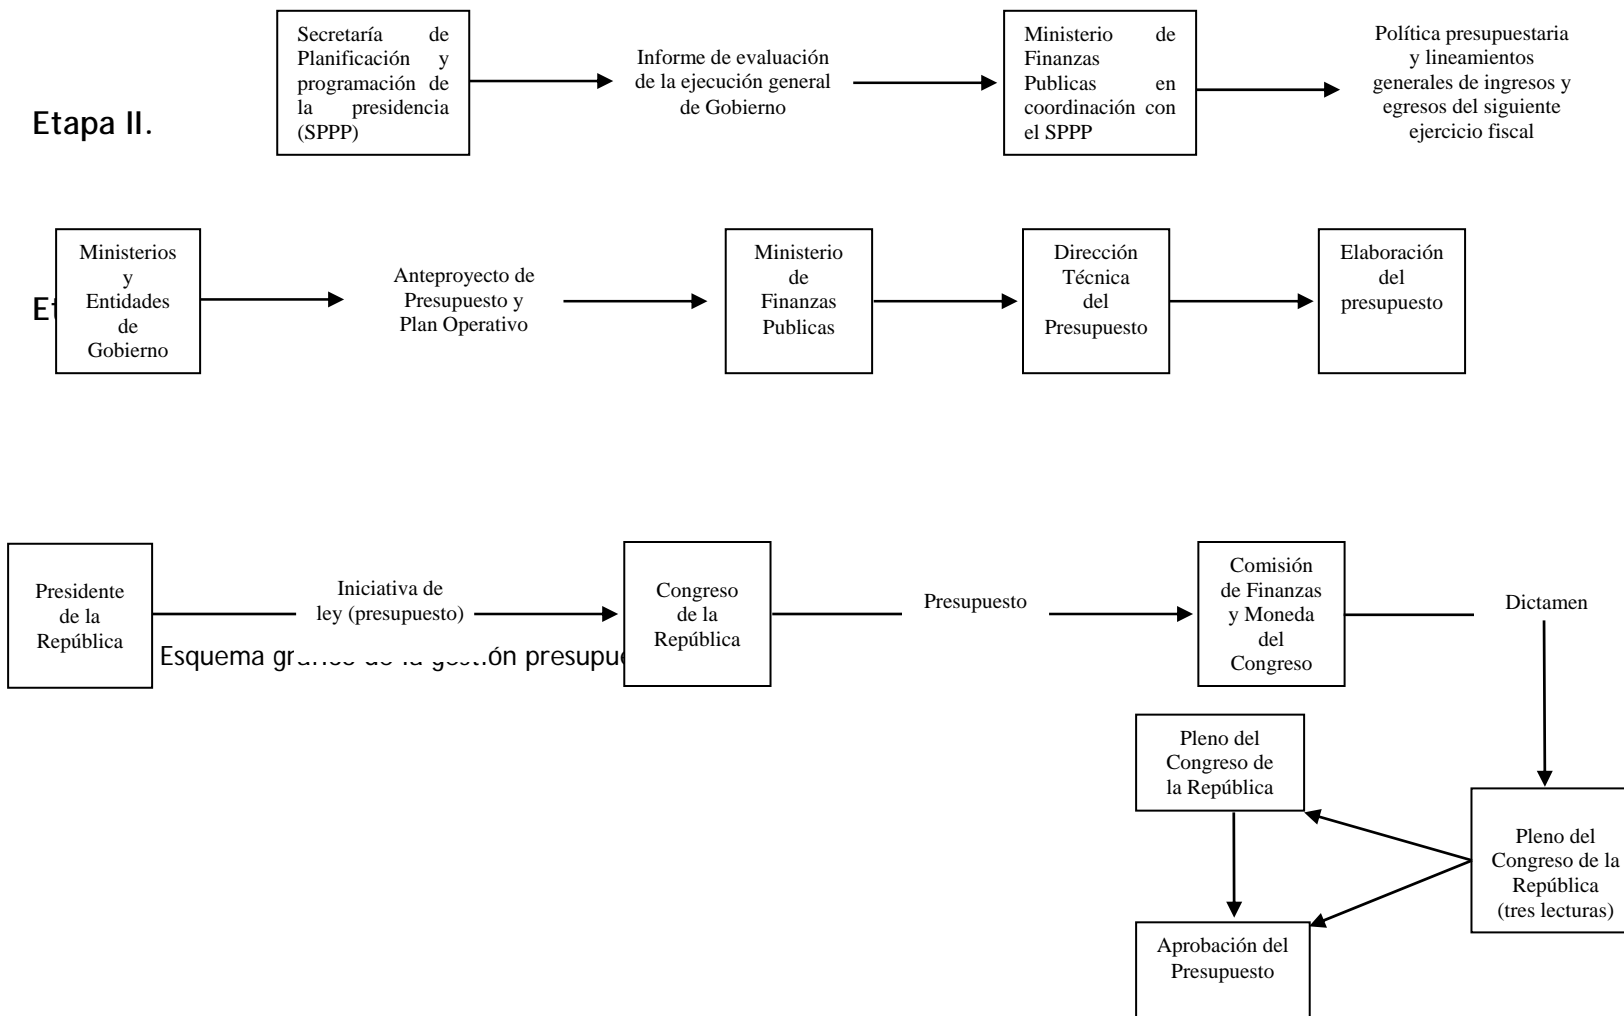 Secretaría de
Planificación y
programación de
la presidencia
(SPPP)
Informe de evaluación
de la ejecución general
de Gobierno
Ministerio de
Finanzas
Publicas en
coordinación con
el SPPP
Política presupuestaria
y lineamientos
generales de ingresos y
egresos del siguiente
ejercicio fiscal
Etapa II.
Ministerios
y
Entidades
de
Gobierno
Anteproyecto de
Presupuesto y
Plan Operativo
Ministerio
de
Finanzas
Publicas
Dirección
Técnica
del
Presupuesto
Elaboración
del
presupuesto
Presidente
de la
República
Iniciativa de
ley (presupuesto)
Congreso
de la
República
Presupuesto
Comisión
de Finanzas
y Moneda
del
Congreso
Dictamen
Esquema gráfico de la gestión
Pleno del
Congreso de
la República
Pleno del
Congreso de la
República
(tres lecturas)
Aprobación del
Presupuesto